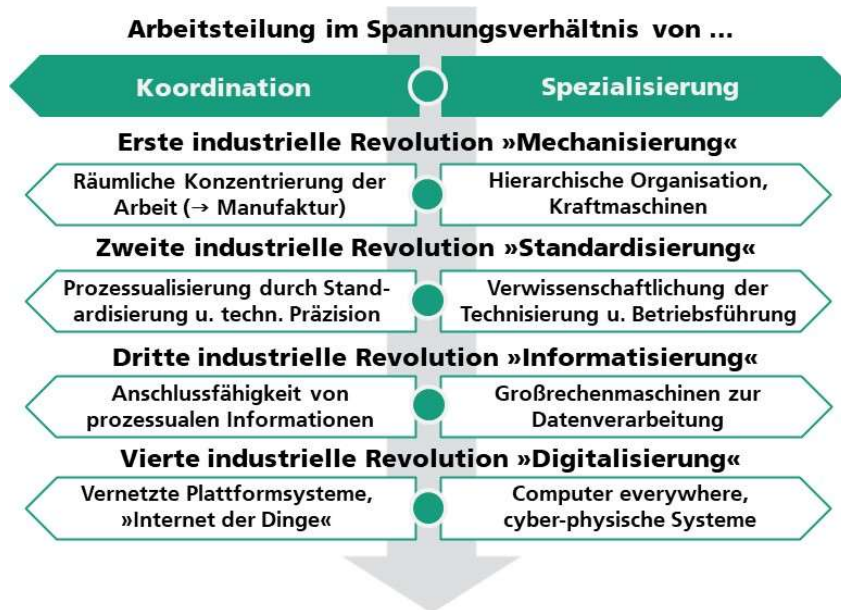 Arbeitsteilung im Spannungsverhältnis von ...
Koordination
Spezialisierung
Erste industrielle Revolution »Mechanisierung«
Räumliche Konzentrierung der
Arbeit (→ Manufaktur)
Hierarchische Organisation,
Kraftmaschinen
Zweite industrielle Revolution »Standardisierung«
Prozessualisierung durch Stand-
ardisierung u. techn. Präzision
Verwissenschaftlichung der
Technisierung u. Betriebsführung
Dritte industrielle Revolution »Informatisierung«
Anschlussfähigkeit von
prozessualen Informationen
Großrechenmaschinen zur
Datenverarbeitung
Vierte industrielle Revolution »Digitalisierung«
Vernetzte Plattformsysteme,
»Internet der Dinge«
Computer everywhere,
cyber-physische Systeme